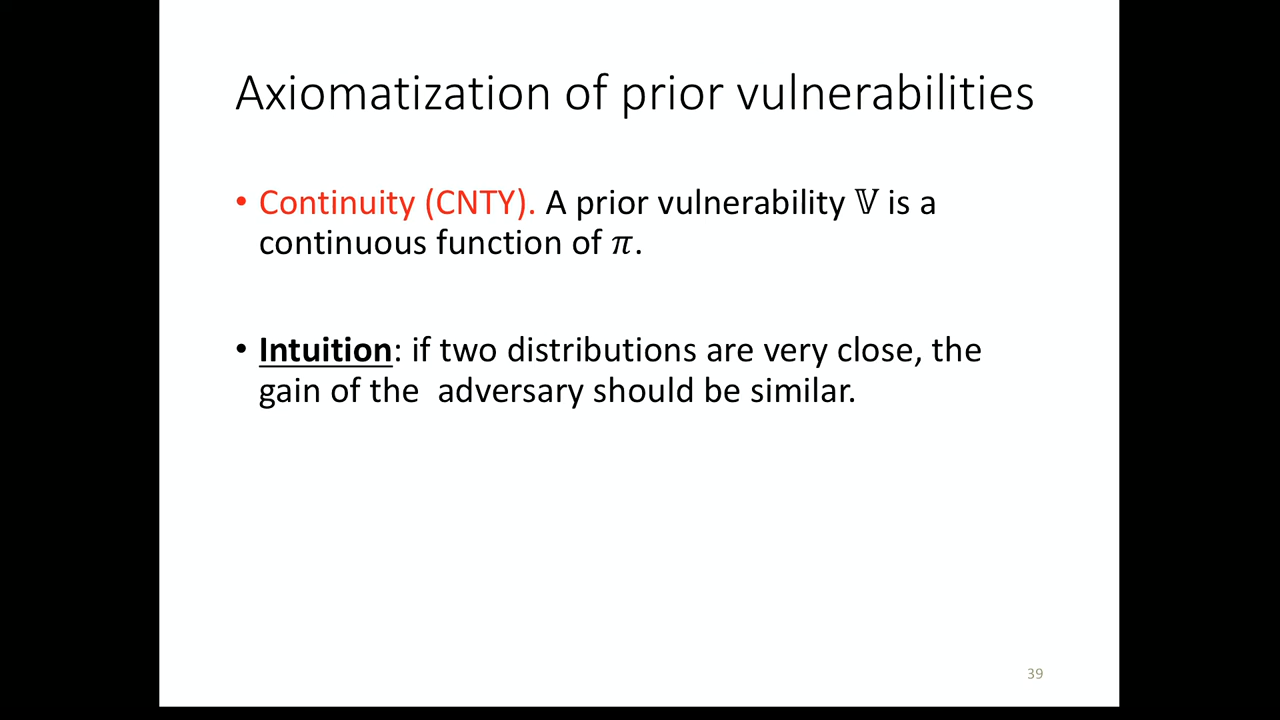 Axiomatization of prior vulnerabilities
• Continuity (CNTY). A prior vulnerability 𝕍 is a
continuous function of 𝜋.
• Intuition: if two distributions are very close, the
gain of the  adversary should be similar.
39